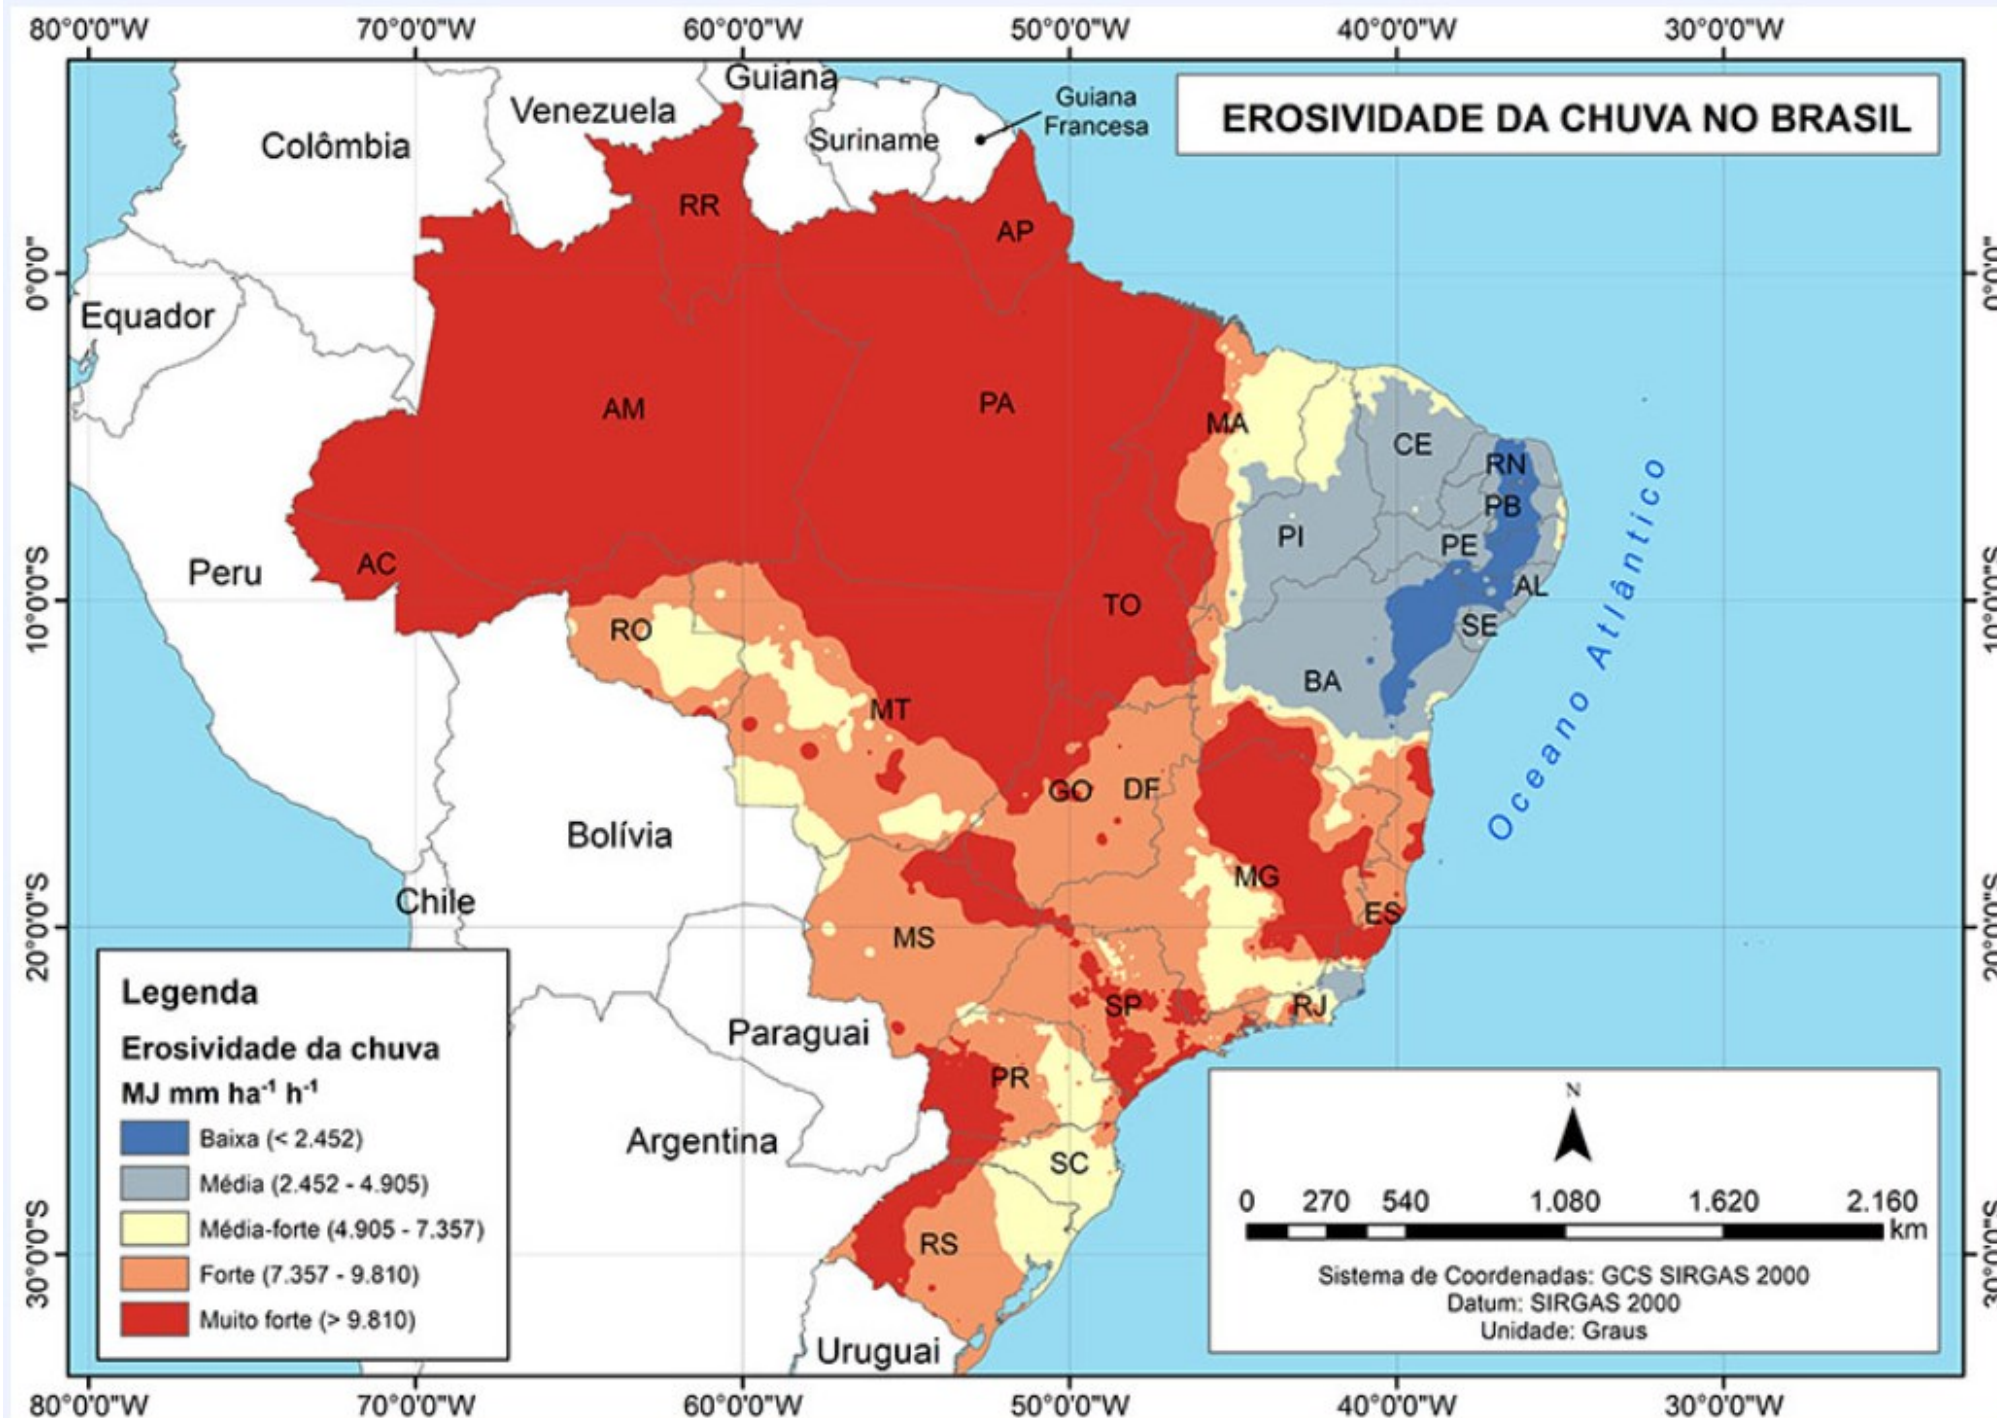 80°0'0"W 70°0'0"W 60°0'0"W 50°0'0"W 40°0'0"W 30°0'0"W
EROSIVIDADE DA CHUVA NO BRASIL
Guiana
Venezuela
Guiana
Francesa
Colômbia
Suriname
RR
AP
0°0'0"
0°0'0"
Equador
AM
PA
MA
CE
RN
PB
PI
PE
AL
Peru
AC
TO
SE
10°0'0"S
10°0'0"S
RO
BA
MT
Oceano Atlântico
GO
DF
Bolívia
MG
Chile
ES
20°0'0"S
20°0'0"S
MS
SP
RJ
Paraguai
PR
Argentina
SC
RS
30°0'0"S
30°0'0"S
Uruguai
Legenda
Erosividade da chuva
MJ mm ha⁻¹ h⁻¹
Baixa (< 2.452)
Média (2.452 - 4.905)
Média-forte (4.905 - 7.357)
Forte (7.357 - 9.810)
Muito forte (> 9.810)
N
0 270 540 1.080 1.620 2.160
km
Sistema de Coordenadas: GCS SIRGAS 2000
Datum: SIRGAS 2000
Unidade: Graus
80°0'0"W 70°0'0"W 60°0'0"W 50°0'0"W 40°0'0"W 30°0'0"W